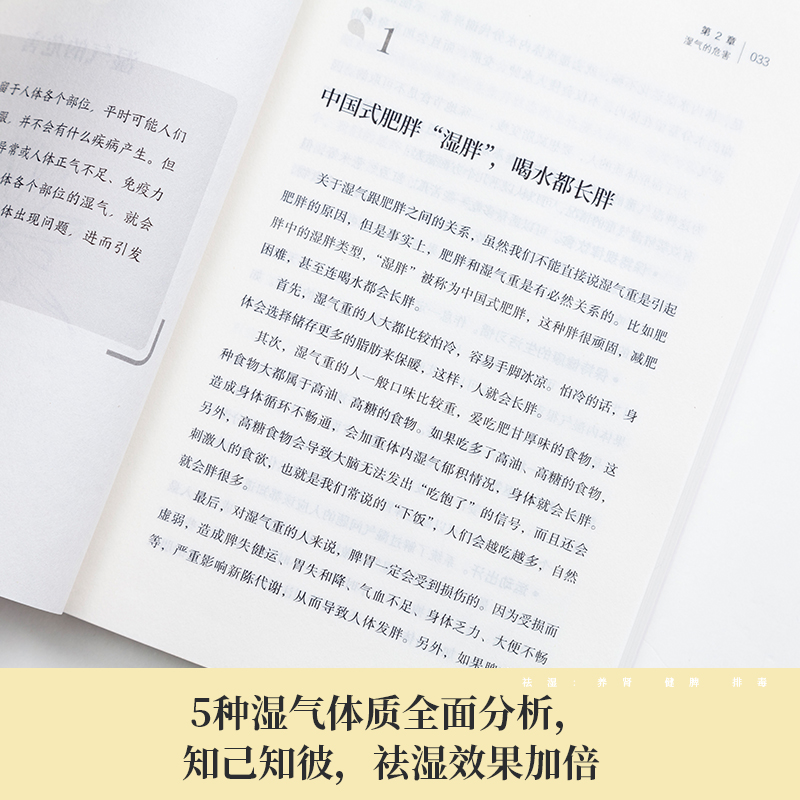 留于人体各个部位，平时可能人们
，并不会有什么疾病产生。但
异常或人体正气不足、免疫力
体各个部位的湿气，就会
体出现问题，进而引发
第 2 章
湿气的危害
033
1
中国式肥胖“湿胖”，喝水都长胖
关于湿气跟肥胖之间的关系，虽然我们不能直接说湿气重是引起
肥胖的原因，但是事实上，肥胖和湿气重是有必然关系的。比如肥
胖中的湿胖类型，“湿胖”被称为中国式肥胖，这种胖很顽固，减肥
困难，甚至连喝水都会长胖。
首先，湿气重的人大都比较怕冷，容易手脚冰凉。怕冷的话，身
体会选择储存更多的脂肪来保暖，这样，人就会长胖。
其次，湿气重的人一般口味比较重，爱吃肥甘厚味的食物，这
种食物大都属于高油、高糖的食物。如果吃多了高油、高糖的食物，
造成身体循环不畅通，会加重体内湿气郁积情况，身体就会长胖。
另外，高糖食物会导致大脑无法发出“吃饱了”的信号，而且还会
刺激人的食欲，也就是我们常说的“下饭”，人们会越吃越多，自然
就会胖很多。
最后，对湿气重的人来说，脾胃一定会受到损伤的。因为受损而
虚弱，造成脾失健运、胃失和降、气血不足、身体乏力、大便不畅
等，严重影响新陈代谢，从而导致人体发胖。另外，如果脾
祛湿：养胃 健脾 排毒
5种湿气体质全面分析，
知己知彼，祛湿效果加倍